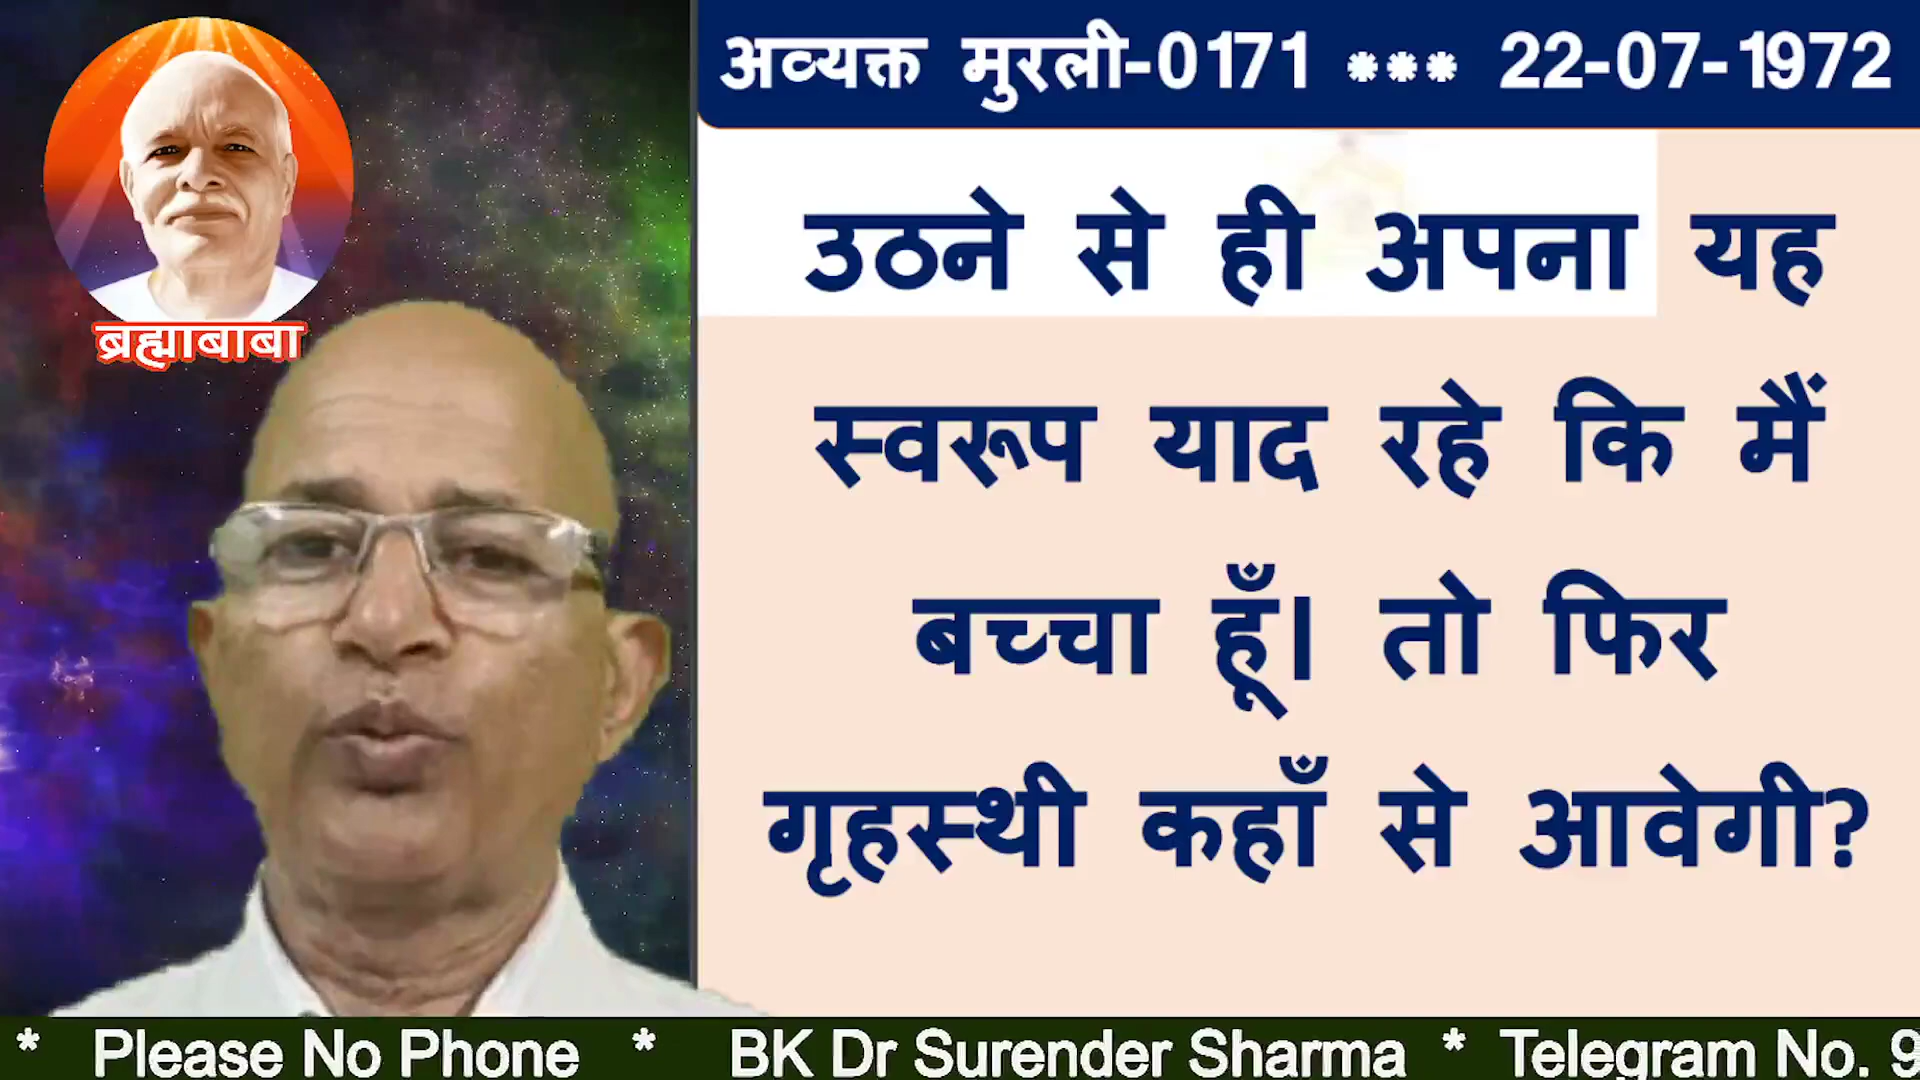 अव्यक्त मुरली-0171 *** 22-07-1972
ब्रह्माबाबा
उठने से ही अपना यह
स्वरूप याद रहे कि मैं
बच्चा हूँ। तो फिर
गृहस्थी कहाँ से आवेगी?
* Please No Phone * BK Dr Surender Sharma * Telegram No. 9